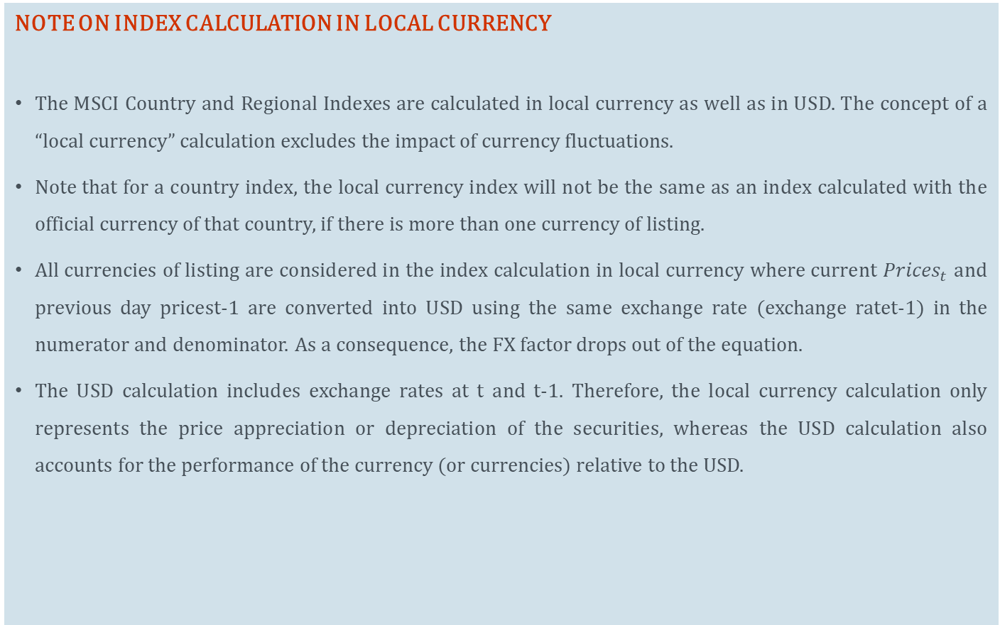 NOTE ON INDEX CALCULATION IN LOCAL CURRENCY
• The MSCI Country and Regional Indexes are calculated in local currency as well as in USD. The concept of a
“local currency” calculation excludes the impact of currency fluctuations.
• Note that for a country index, the local currency index will not be the same as an index calculated with the
official currency of that country, if there is more than one currency of listing.
• All currencies of listing are considered in the index calculation in local currency where current Pricesₜ and
previous day pricest-1 are converted into USD using the same exchange rate (exchange ratet-1) in the
numerator and denominator. As a consequence, the FX factor drops out of the equation.
• The USD calculation includes exchange rates at t and t-1. Therefore, the local currency calculation only
represents the price appreciation or depreciation of the securities, whereas the USD calculation also
accounts for the performance of the currency (or currencies) relative to the USD.